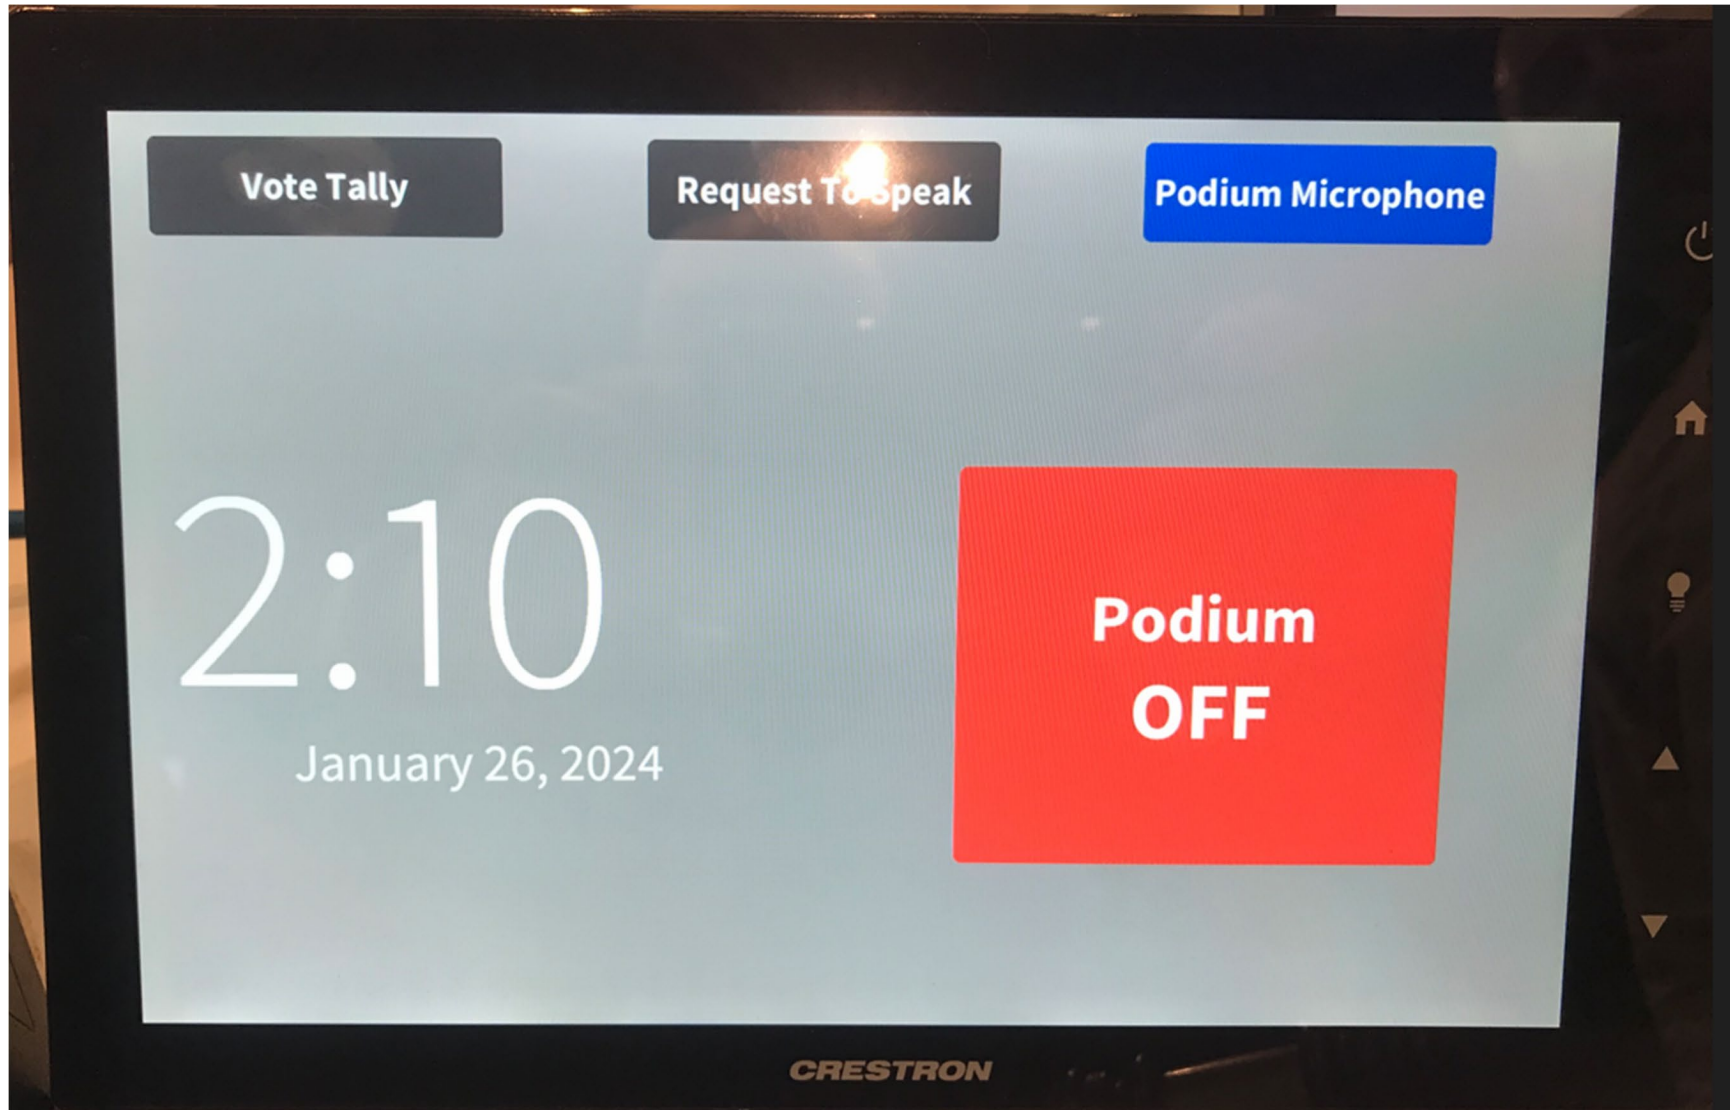 Vote Tally
Request To Speak
Podium Microphone
2:10
January 26, 2024
Podium
OFF
CRESTRON